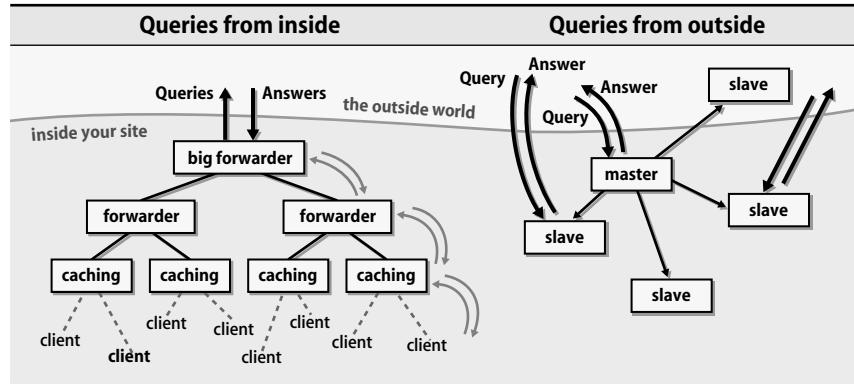 Queries from inside
Queries from outside
Queries
Answers
the outside world
inside your site
big forwarder
forwarder
forwarder
caching
caching
caching
caching
client
client
client
client
client
client
client
Query
Answer
Answer
Query
slave
master
slave
slave
slave